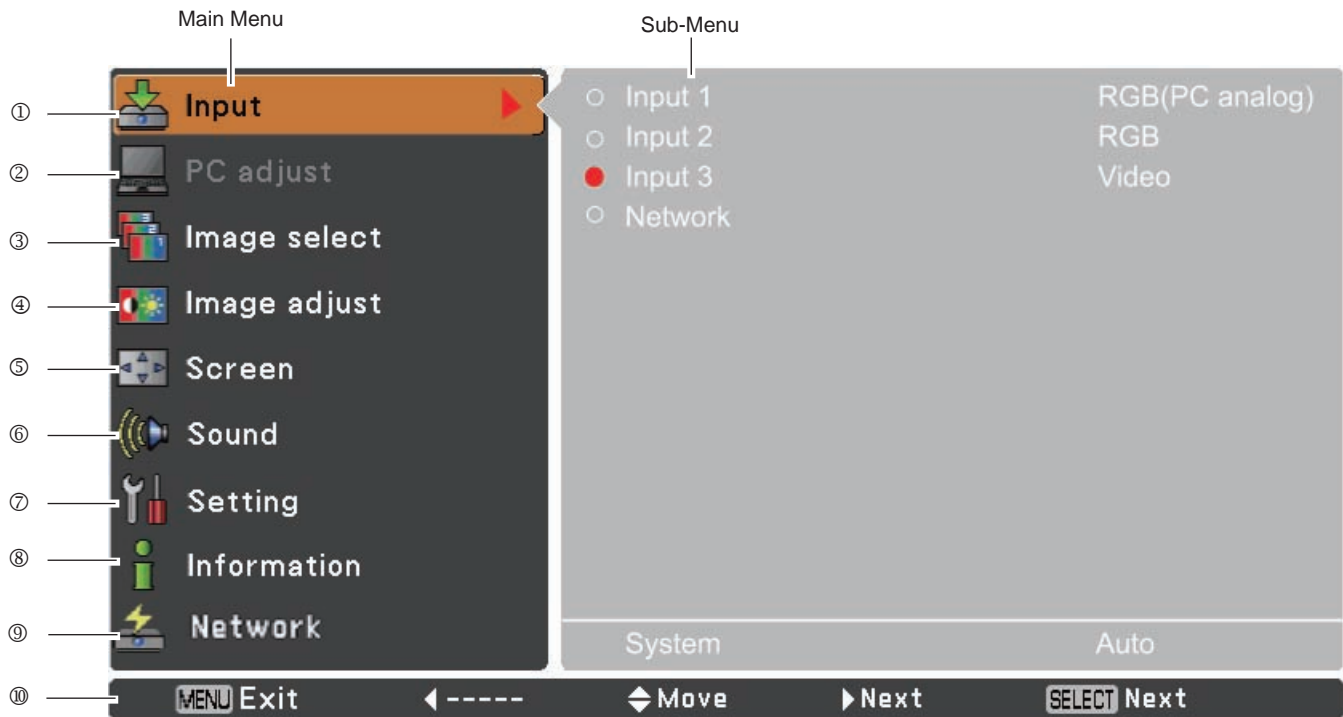 Main Menu
Sub-Menu
① Input
② PC adjust
③ Image select
④ Image adjust
⑤ Screen
⑥ Sound
⑦ Setting
⑧ Information
⑨ Network
Input 1 RGB(PC analog)
Input 2 RGB
Input 3 Video
Network
System Auto
⑩ MENU Exit ----- Move Next SELECT Next